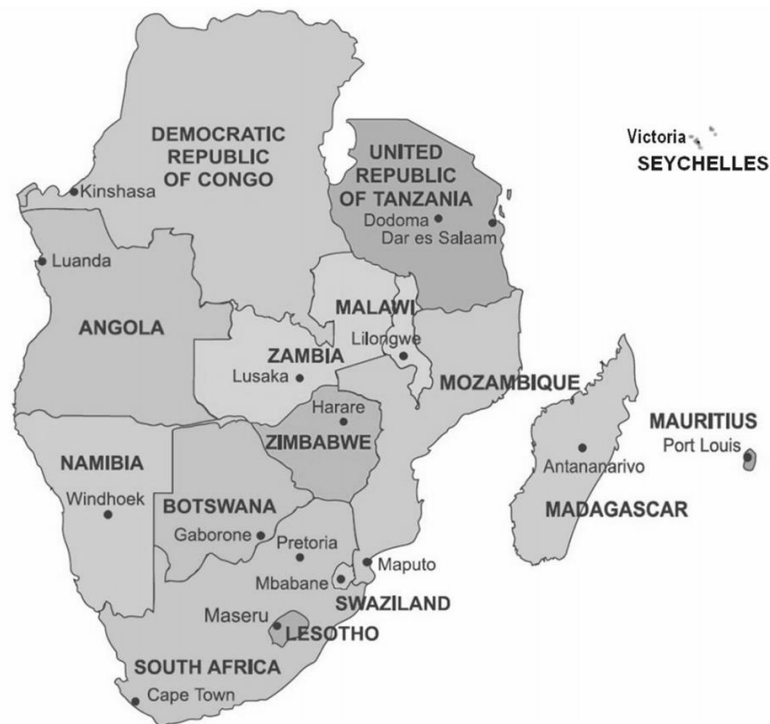 DEMOCRATIC
REPUBLIC
OF CONGO
Kinshasa
UNITED
REPUBLIC
OF TANZANIA
Dodoma
Dar es Salaam
Victoria
SEYCHELLES
Luanda
ANGOLA
MALAWI
Lilongwe
ZAMBIA
Lusaka
MOZAMBIQUE
Harare
ZIMBABWE
MAURITIUS
Port Louis
Antananarivo
MADAGASCAR
NAMIBIA
Windhoek
BOTSWANA
Gaborone
Pretoria
Mbabane
Maputo
SWAZILAND
Maseru
LESOTHO
SOUTH AFRICA
Cape Town